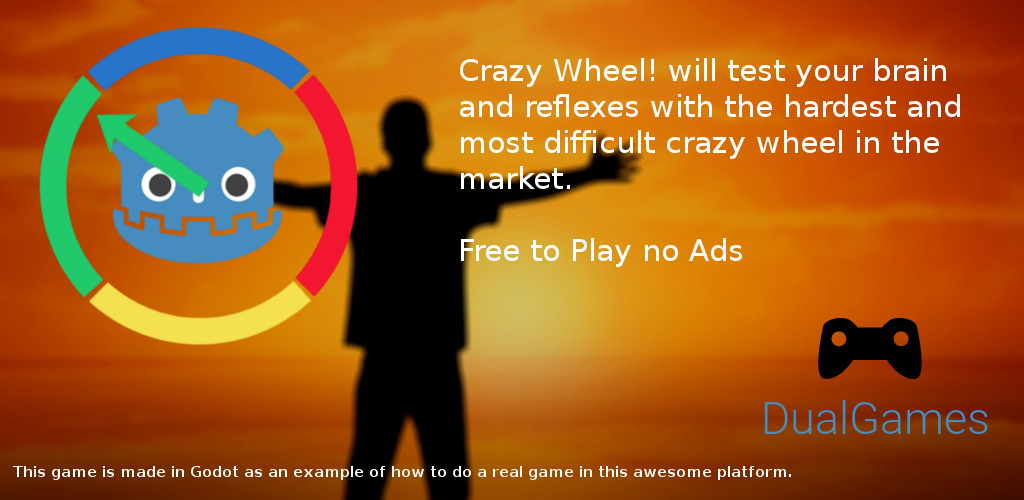 Crazy Wheel! will test your brain
and reflexes with the hardest and
most difficult crazy wheel in the
market.
Free to Play no Ads
DualGames
This game is made in Godot as an example of how to do a real game in this awesome platform.